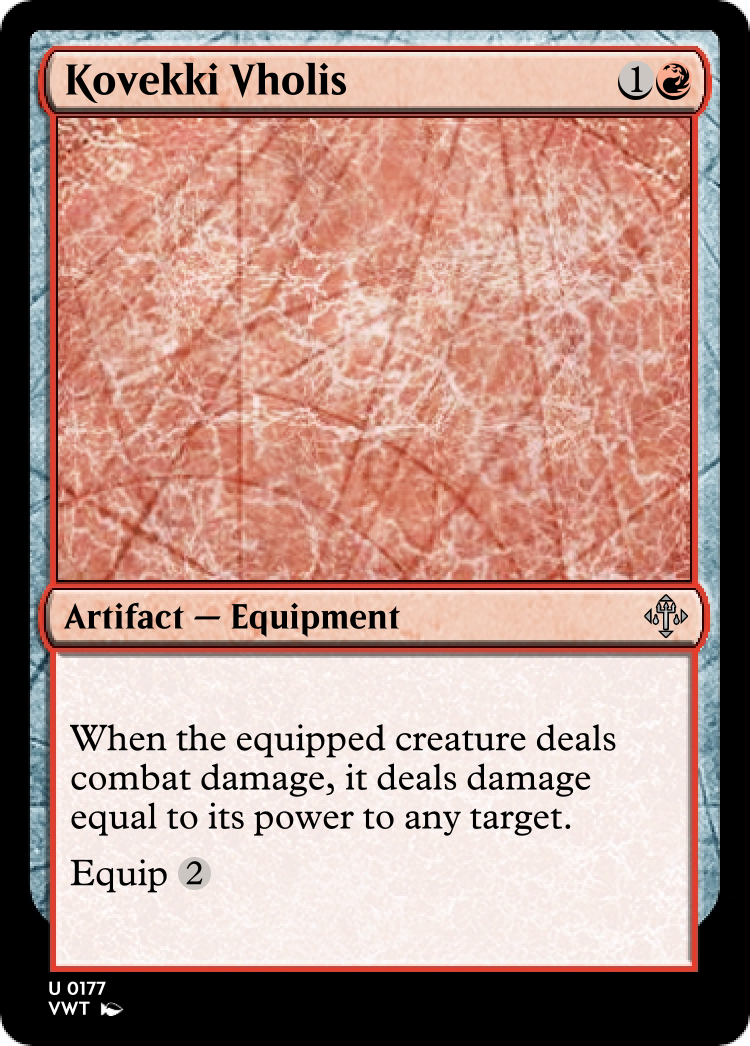 Kovekki Vholis 1
Artifact — Equipment
When the equipped creature deals
combat damage, it deals damage
equal to its power to any target.
Equip 2
U 0177
VWT